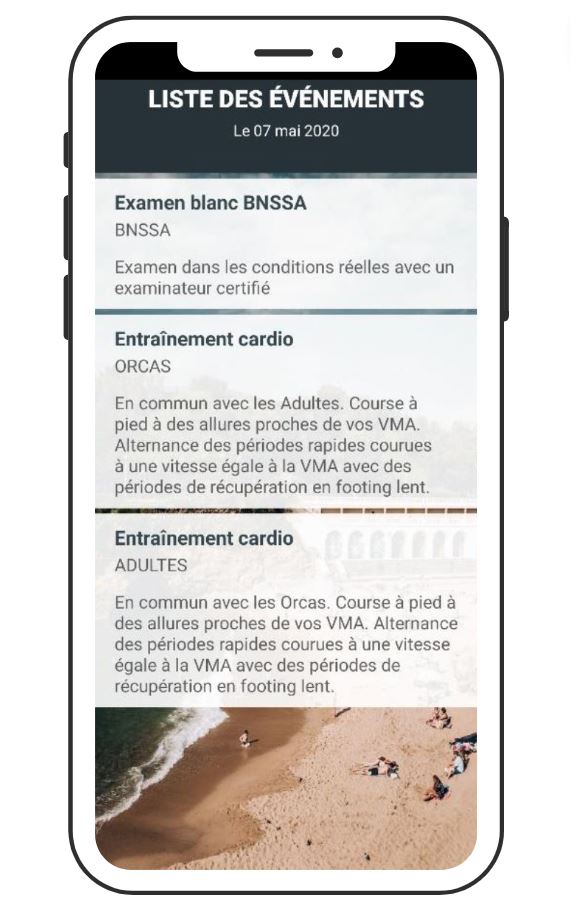 LISTE DES ÉVÉNEMENTS
Le 07 mai 2020
Examen blanc BNSSA
BNSSA
Examen dans les conditions réelles avec un
examinateur certifié
Entraînement cardio
ORCAS
En commun avec les Adultes. Course à
pied à des allures proches de vos VMA.
Alternance des périodes rapides courues
à une vitesse égale à la VMA avec des
périodes de récupération en footing lent.
Entraînement cardio
ADULTES
En commun avec les Orcas. Course à pied à
des allures proches de vos VMA. Alternance
des périodes rapides courues à une vitesse
égale à la VMA avec des périodes de
récupération en footing lent.